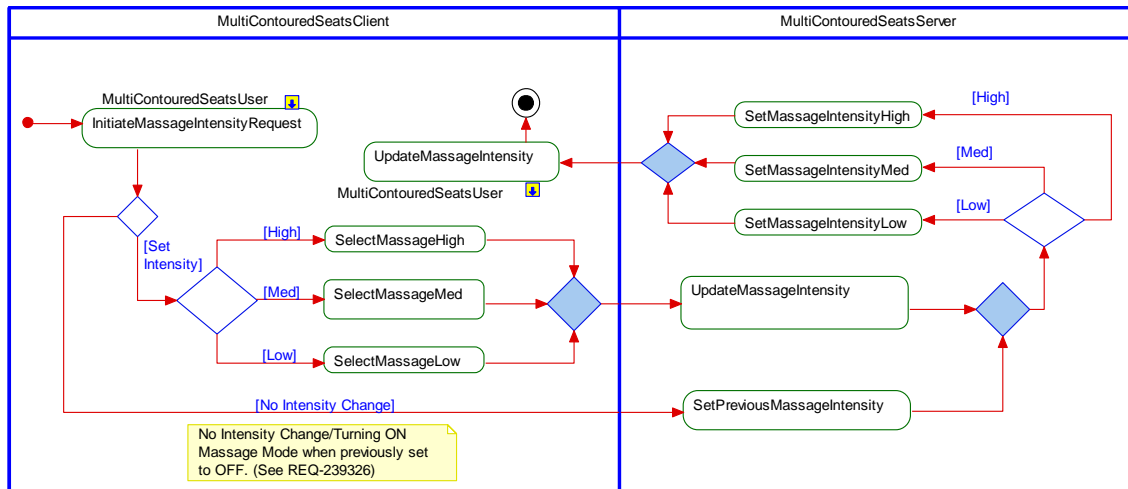 MultiContouredSeatsClient
MultiContouredSeatsServer
MultiContouredSeatsUser
InitiateMassageIntensityRequest
UpdateMassageIntensity
MultiContouredSeatsUser
[Set
Intensity]
[High]
SelectMassageHigh
[Med]
SelectMassageMed
[Low]
SelectMassageLow
[No Intensity Change]
No Intensity Change/Turning ON
Massage Mode when previously set
to OFF. (See REQ-239326)
SetMassageIntensityHigh
[High]
SetMassageIntensityMed
[Med]
SetMassageIntensityLow
[Low]
UpdateMassageIntensity
SetPreviousMassageIntensity